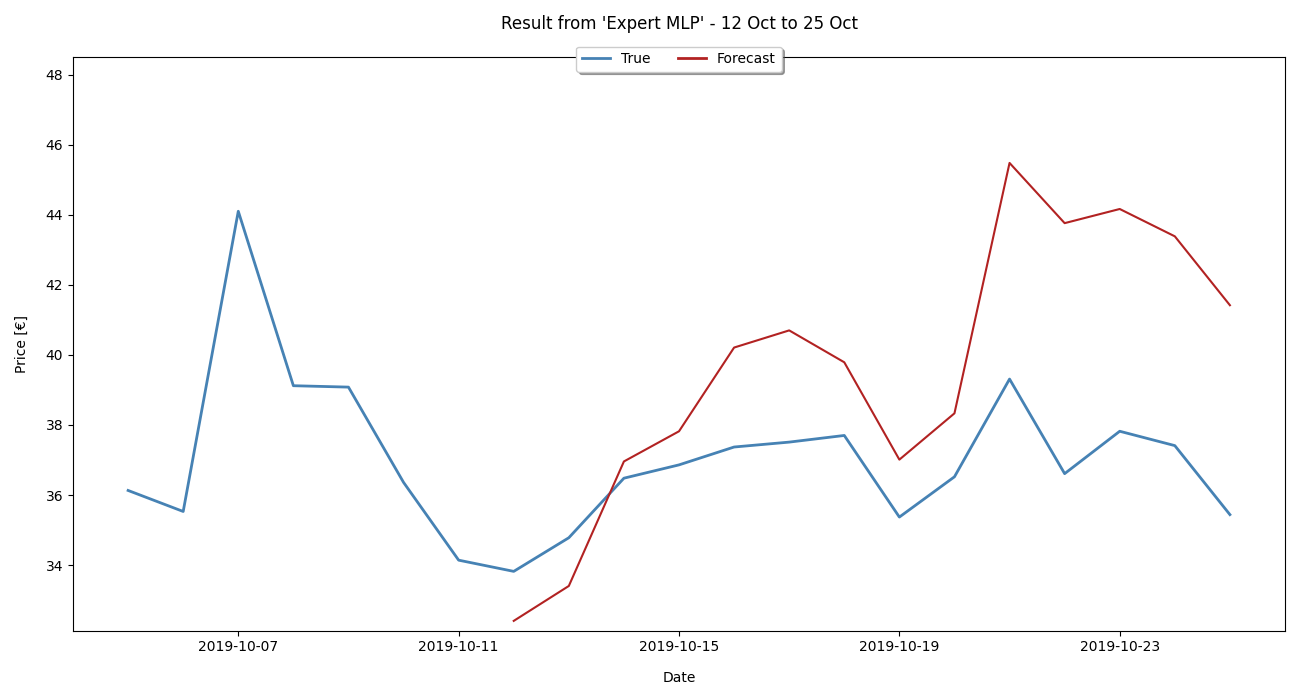 Result from 'Expert MLP' - 12 Oct to 25 Oct
True Forecast
48
46
44
42
40
38
36
34
Price [€]
2019-10-07 2019-10-11 2019-10-15 2019-10-19 2019-10-23
Date